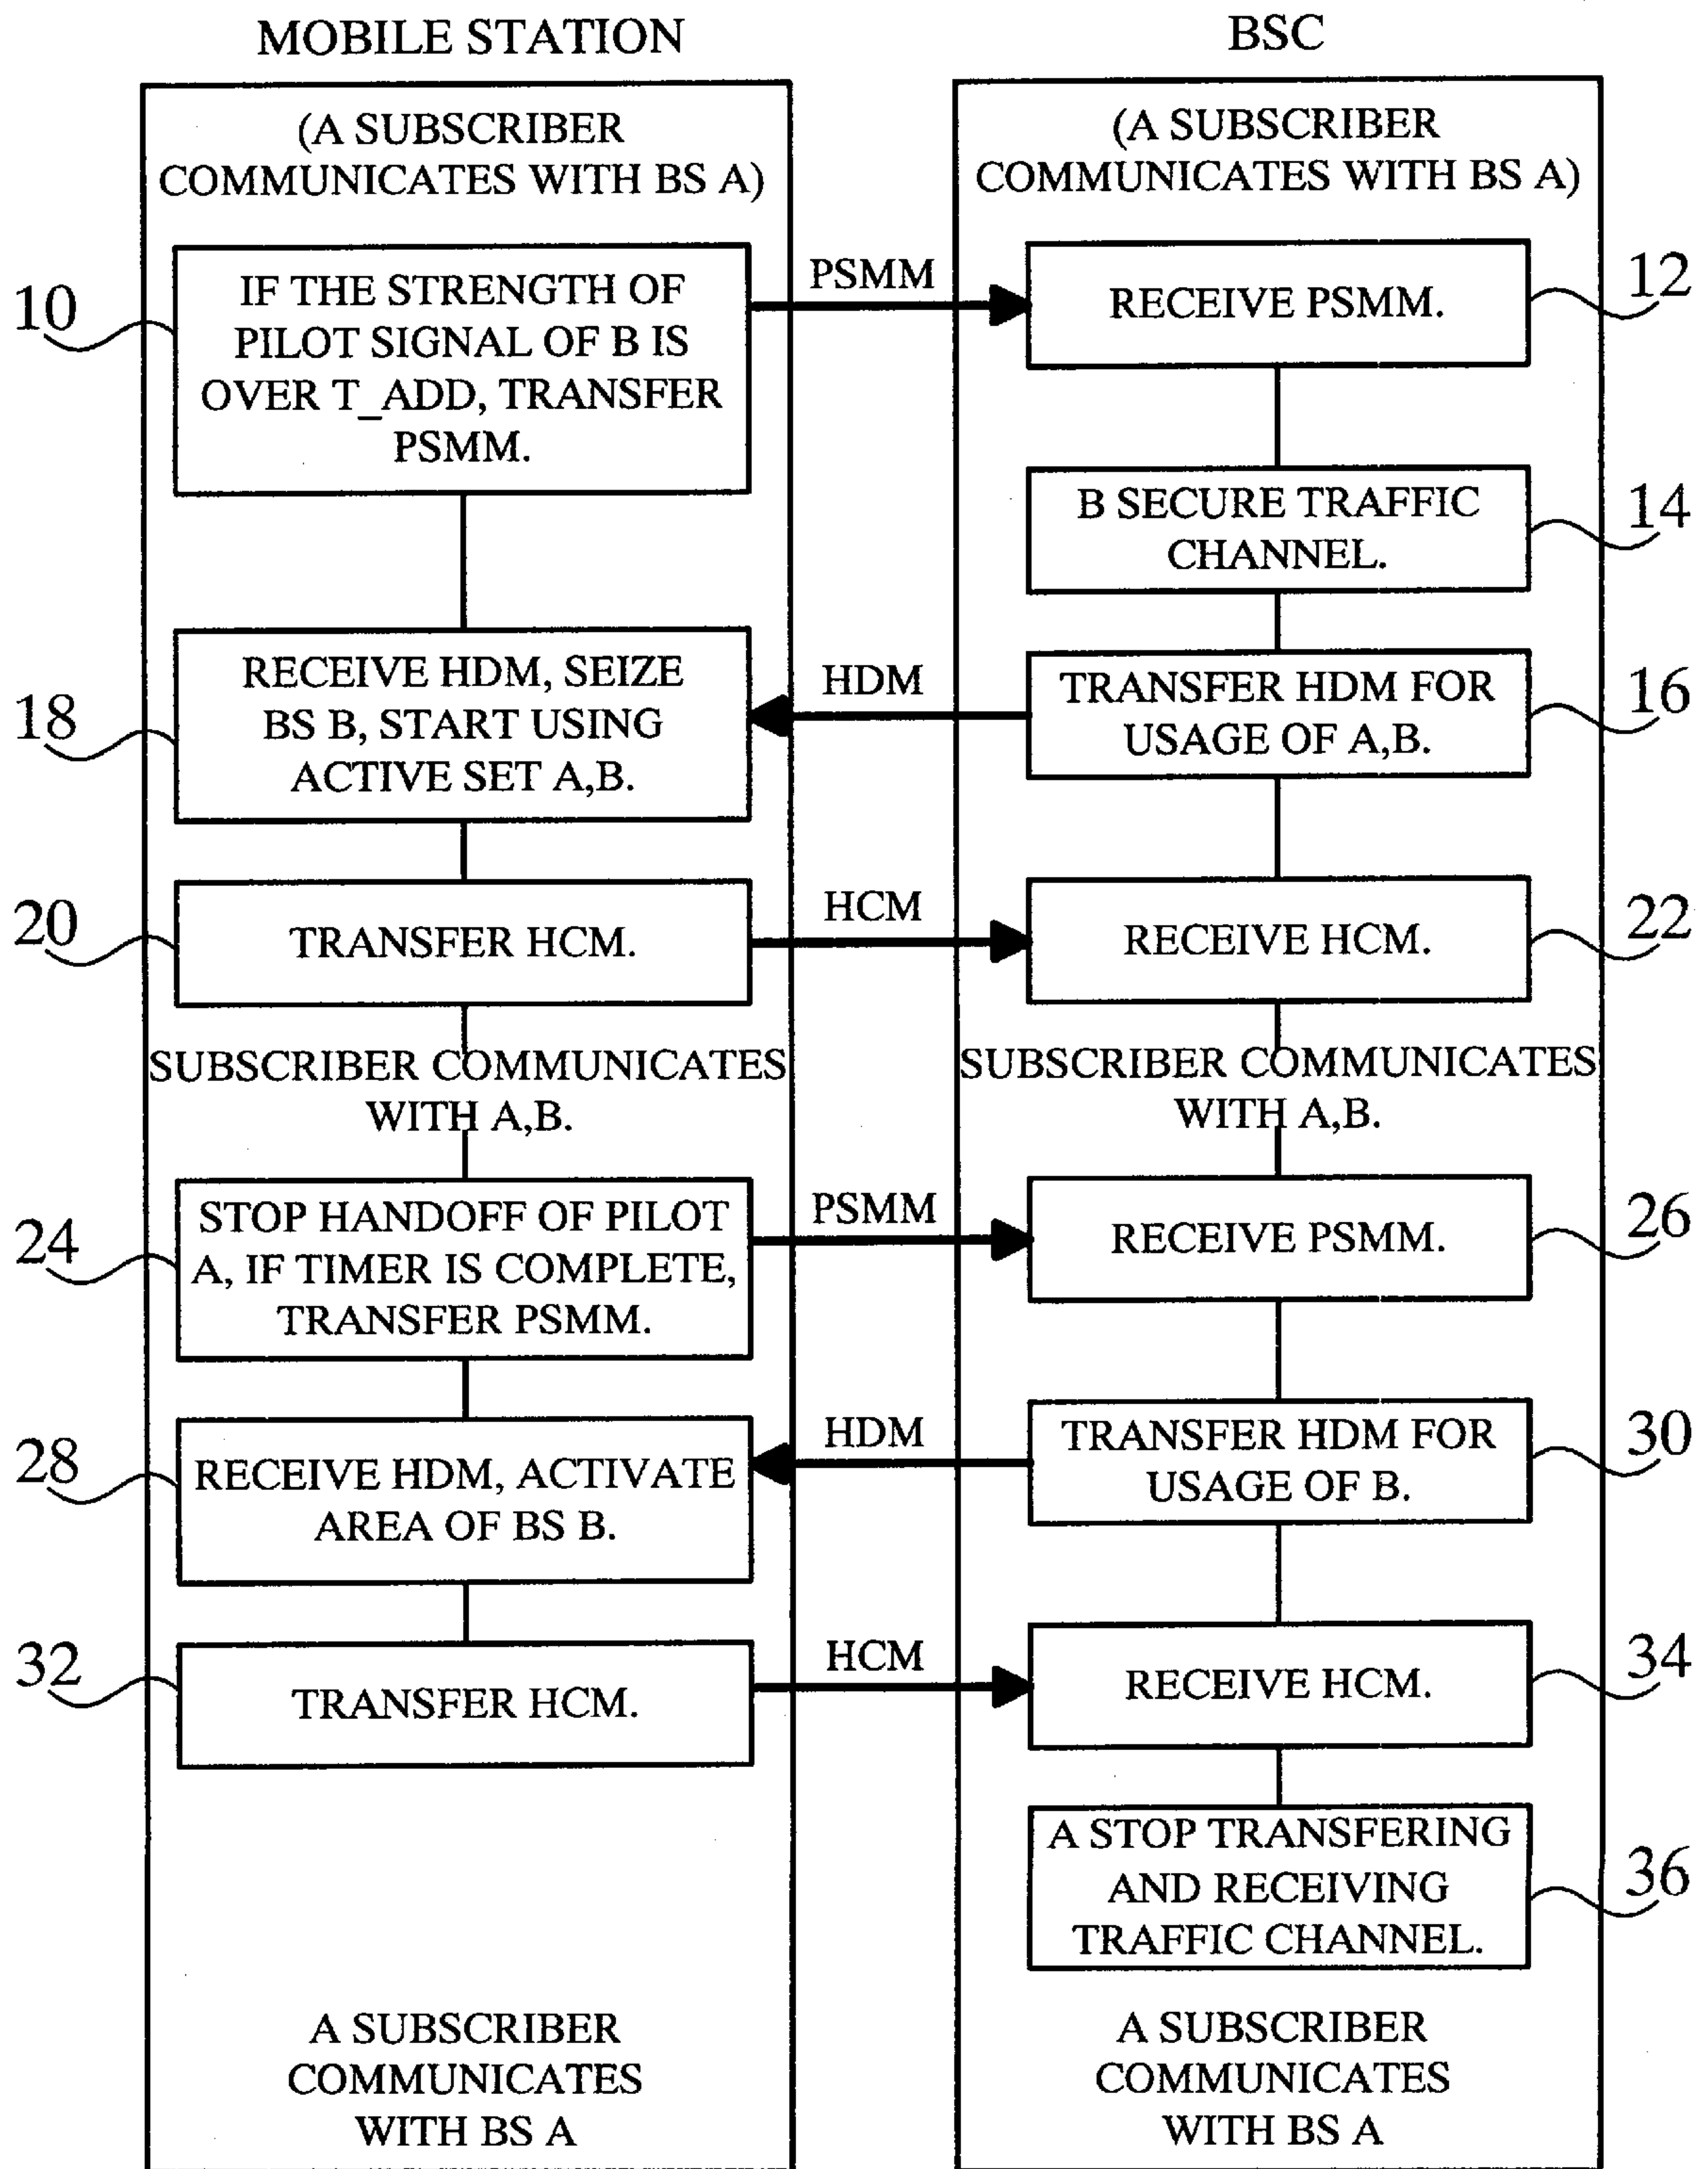 MOBILE STATION
BSC
(A SUBSCRIBER
COMMUNICATES WITH BS A)
(A SUBSCRIBER
COMMUNICATES WITH BS A)
10
IF THE STRENGTH OF
PILOT SIGNAL OF B IS
OVER T_ADD, TRANSFER
PSMM.
PSMM
RECEIVE PSMM.
12
B SECURE TRAFFIC
CHANNEL.
14
18
RECEIVE HDM, SEIZE
BS B, START USING
ACTIVE SET A,B.
HDM
TRANSFER HDM FOR
USAGE OF A,B.
16
20
TRANSFER HCM.
HCM
RECEIVE HCM.
22
SUBSCRIBER COMMUNICATES
WITH A,B.
SUBSCRIBER COMMUNICATES
WITH A,B.
24
STOP HANDOFF OF PILOT
A, IF TIMER IS COMPLETE,
TRANSFER PSMM.
PSMM
RECEIVE PSMM.
26
28
RECEIVE HDM, ACTIVATE
AREA OF BS B.
HDM
TRANSFER HDM FOR
USAGE OF B.
30
32
TRANSFER HCM.
HCM
RECEIVE HCM.
34
A STOP TRANSFERING
AND RECEIVING
TRAFFIC CHANNEL.
36
A SUBSCRIBER
COMMUNICATES
WITH BS A
A SUBSCRIBER
COMMUNICATES
WITH BS A